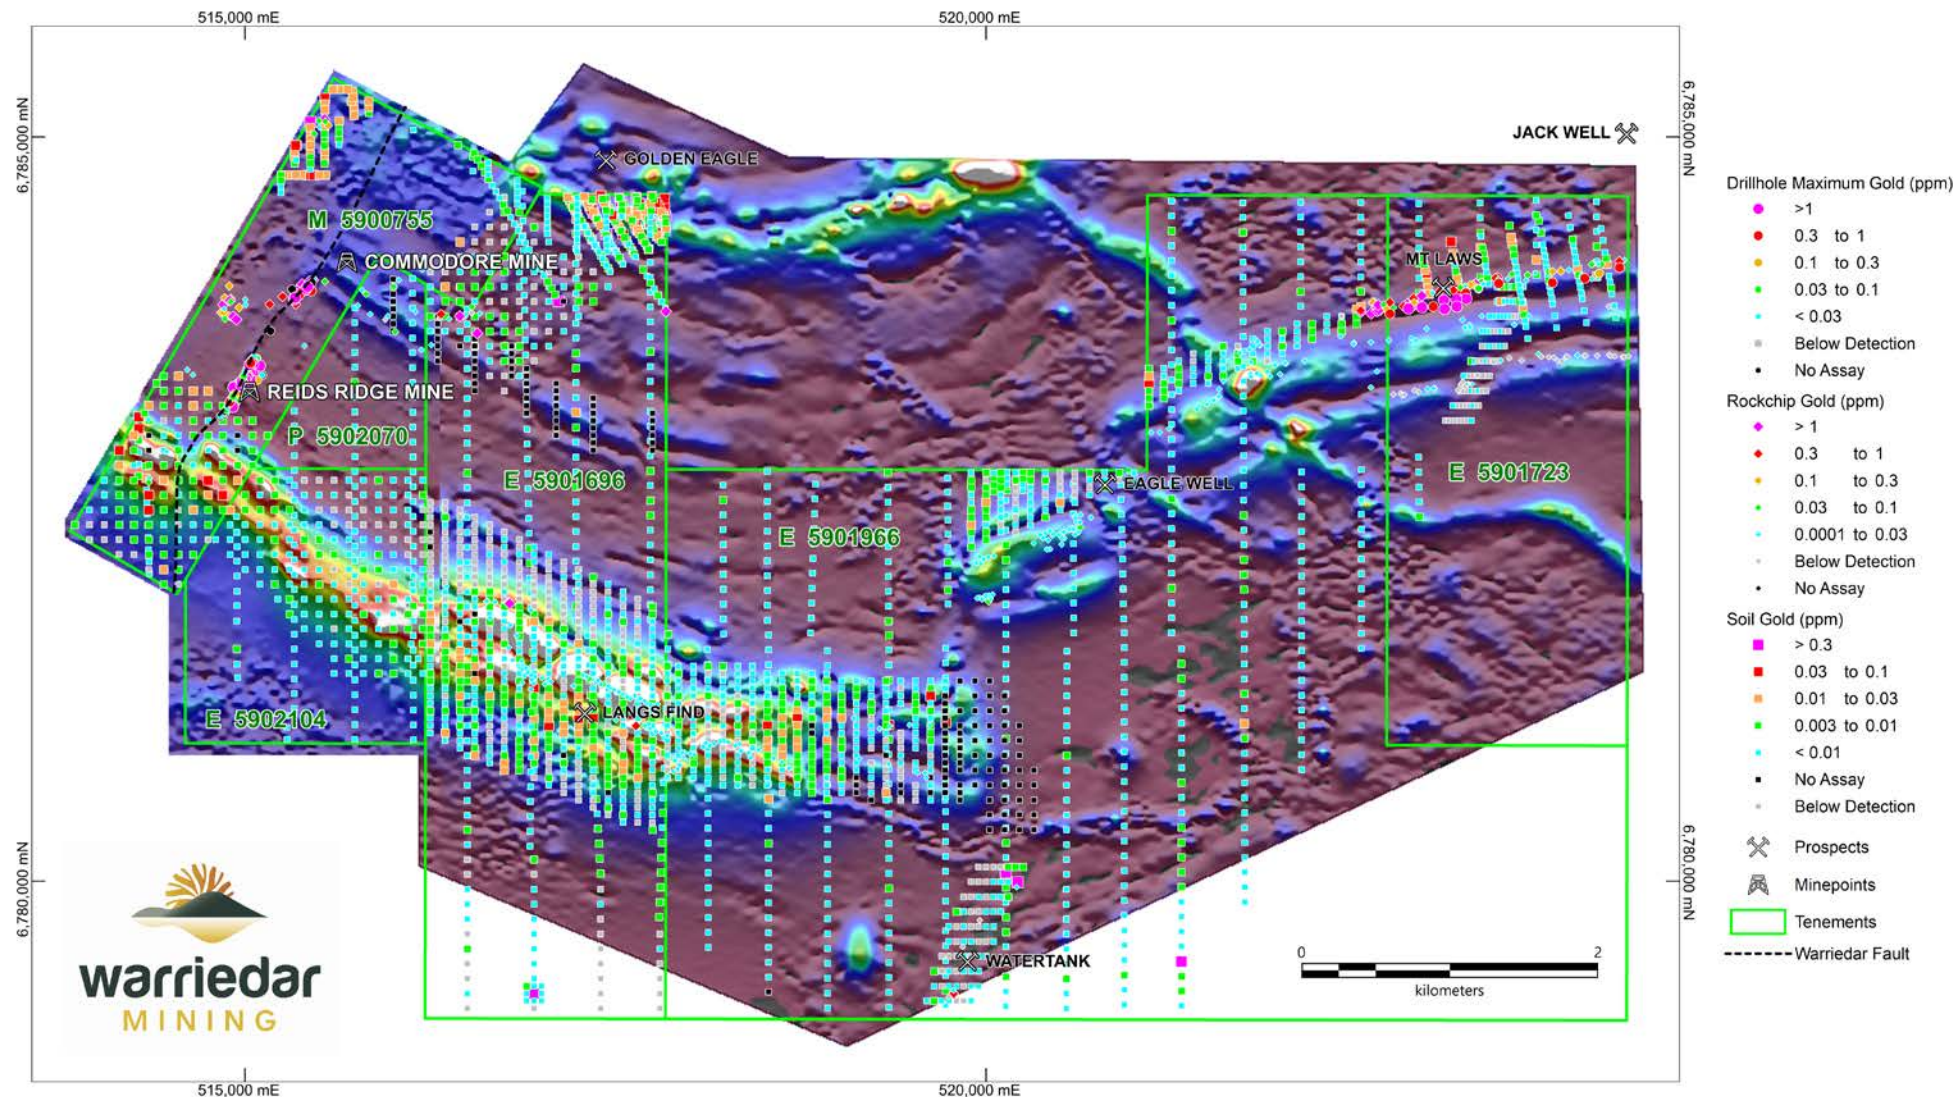 515,000 mE
520,000 mE
6,785,000 mN
6,785,000 mN
JACK WELL
GOLDEN EAGLE
M 5900755
COMMODORE MINE
MT LAWS
REIDS RIDGE MINE
P 5902070
E 5901696
EAGLE WELL
E 5901723
E 5901966
LANGS FIND
E 5902104
6,780,000 mN
6,780,000 mN
WATERTANK
0
2
kilometers
warriedar
MINING
515,000 mE
520,000 mE
Drillhole Maximum Gold (ppm)
>1
0.3 to 1
0.1 to 0.3
0.03 to 0.1
< 0.03
Below Detection
No Assay
Rockchip Gold (ppm)
> 1
0.3 to 1
0.1 to 0.3
0.03 to 0.1
0.0001 to 0.03
Below Detection
No Assay
Soil Gold (ppm)
> 0.3
0.03 to 0.1
0.01 to 0.03
0.003 to 0.01
< 0.01
No Assay
Below Detection
Prospects
Minepoints
Tenements
Warriedar Fault